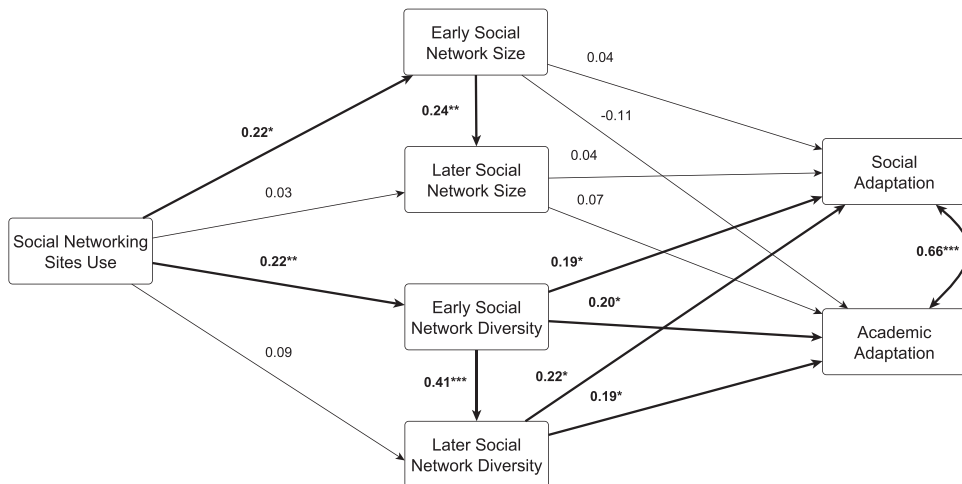 Early Social
Network Size
0.04
0.22*
0.24**
-0.11
Later Social
Network Size
0.04
Social
Adaptation
0.03
0.07
Social Networking
Sites Use
0.22**
0.19*
0.66***
Early Social
Network Diversity
0.20*
Academic
Adaptation
0.09
0.41***
0.22*
0.19*
Later Social
Network Diversity